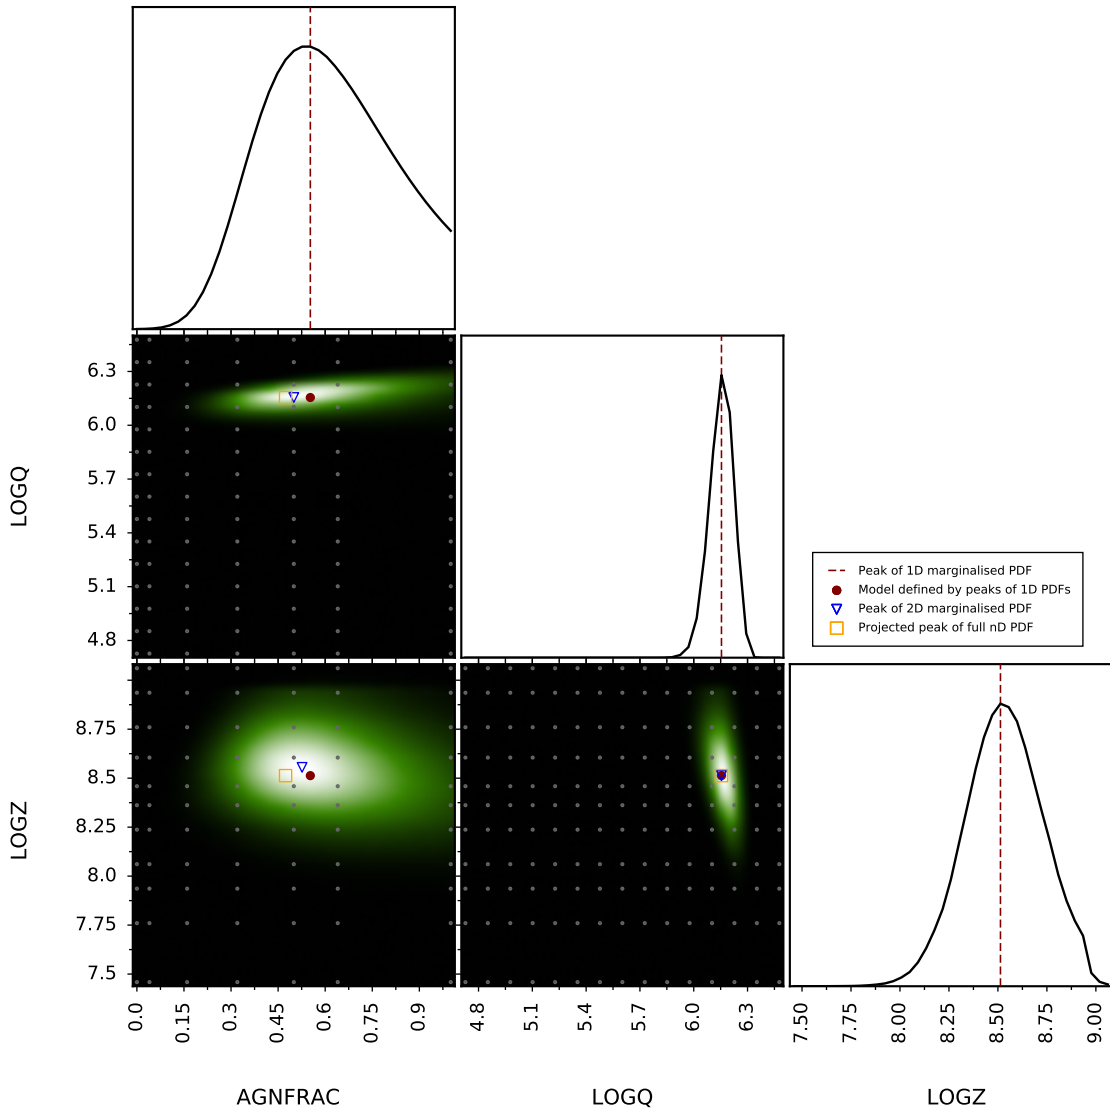 LOGQ
6.3
6.0
5.7
5.4
5.1
4.8
Peak of 1D marginalised PDF
Model defined by peaks of 1D PDFs
Peak of 2D marginalised PDF
Projected peak of full nD PDF
LOGZ
8.75
8.5
8.25
8.0
7.75
7.5
0.0 0.15 0.3 0.45 0.6 0.75 0.9
4.8 5.1 5.4 5.7 6.0 6.3
7.50 7.75 8.00 8.25 8.50 8.75 9.00
AGNFRAC
LOGQ
LOGZ